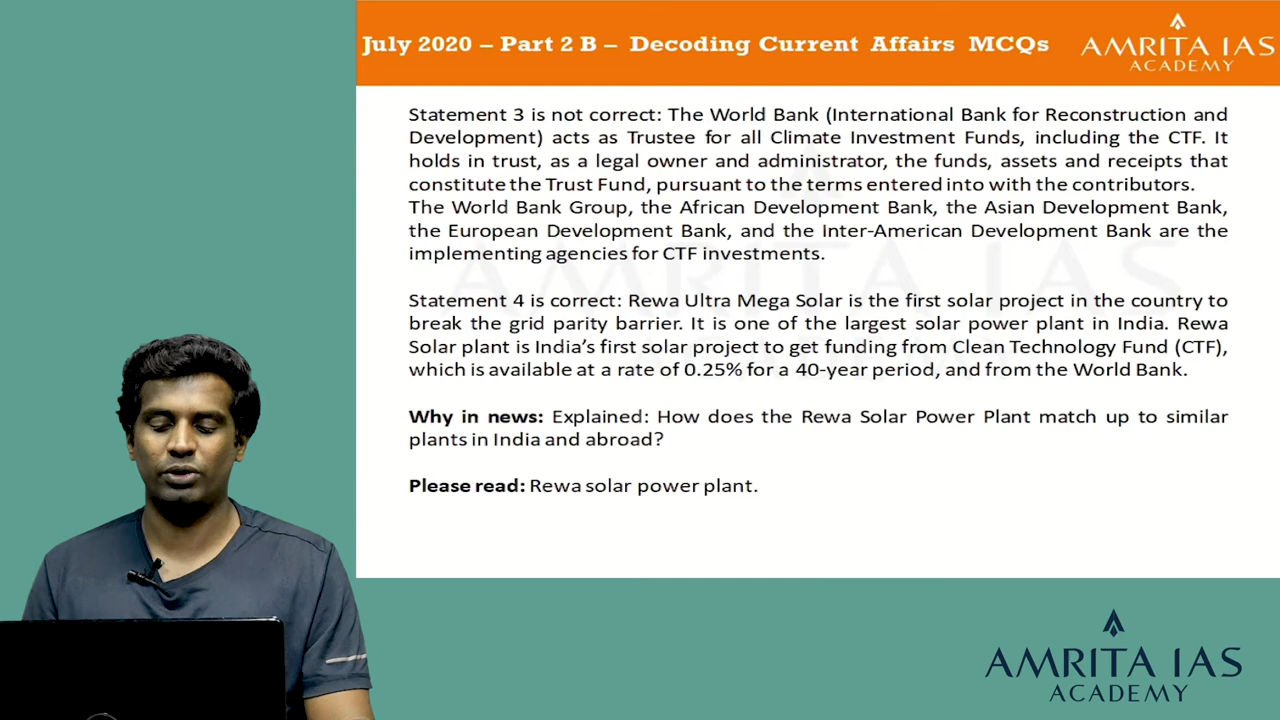 July 2020 – Part 2 B – Decoding Current Affairs MCQs
AMRITA IAS
ACADEMY
Statement 3 is not correct: The World Bank (International Bank for Reconstruction and
Development) acts as Trustee for all Climate Investment Funds, including the CTF. It
holds in trust, as a legal owner and administrator, the funds, assets and receipts that
constitute the Trust Fund, pursuant to the terms entered into with the contributors.
The World Bank Group, the African Development Bank, the Asian Development Bank,
the European Development Bank, and the Inter-American Development Bank are the
implementing agencies for CTF investments.
Statement 4 is correct: Rewa Ultra Mega Solar is the first solar project in the country to
break the grid parity barrier. It is one of the largest solar power plant in India. Rewa
Solar plant is India's first solar project to get funding from Clean Technology Fund (CTF),
which is available at a rate of 0.25% for a 40-year period, and from the World Bank.
Why in news: Explained: How does the Rewa Solar Power Plant match up to similar
plants in India and abroad?
Please read: Rewa solar power plant.
AMRITA IAS
ACADEMY
AMRITA IAS
ACADEMY